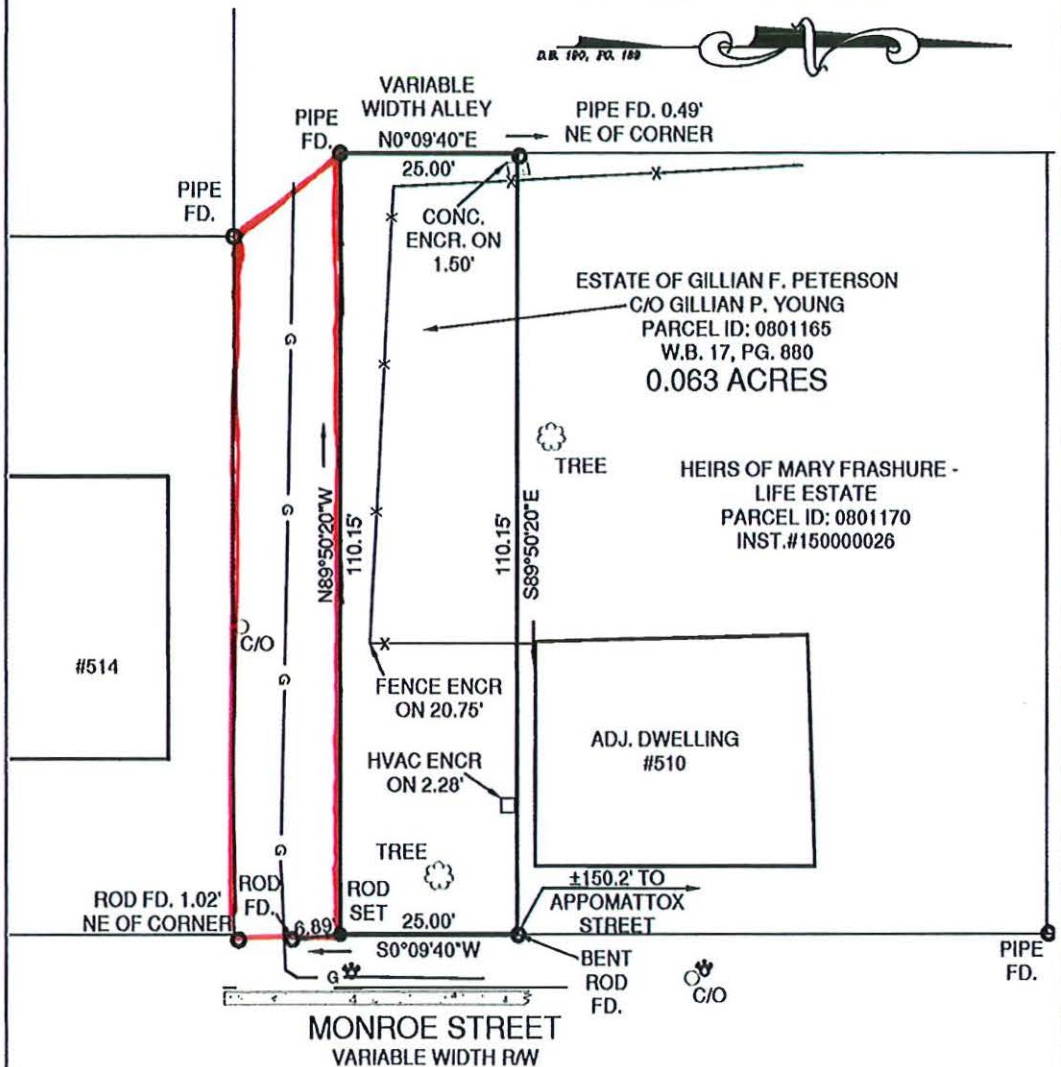 D.B. 190, PG. 189
VARIABLE
WIDTH ALLEY
PIPE
FD.
N0°09'40"E
25.00'
PIPE FD. 0.49'
NE OF CORNER
PIPE
FD.
CONC.
ENCR. ON
1.50'
ESTATE OF GILLIAN F. PETERSON
C/O GILLIAN P. YOUNG
PARCEL ID: 0801165
W.B. 17, PG. 880
0.063 ACRES
G
TREE
HEIRS OF MARY FRASHURE -
LIFE ESTATE
PARCEL ID: 0801170
INST.#150000026
N89°50'20"W
110.15'
110.15'
S89°50'20"E
G
C/O
#514
G
FENCE ENCR
ON 20.75'
ADJ. DWELLING
#510
HVAC ENCR
ON 2.28'
G
TREE
±150.2' TO
APPOMATTOX
STREET
ROD FD. 1.02'
NE OF CORNER
ROD
FD.
6.89'
ROD
SET
25.00'
S0°09'40"W
BENT
ROD
FD.
PIPE
FD.
G
C/O
MONROE STREET
VARIABLE WIDTH R/W